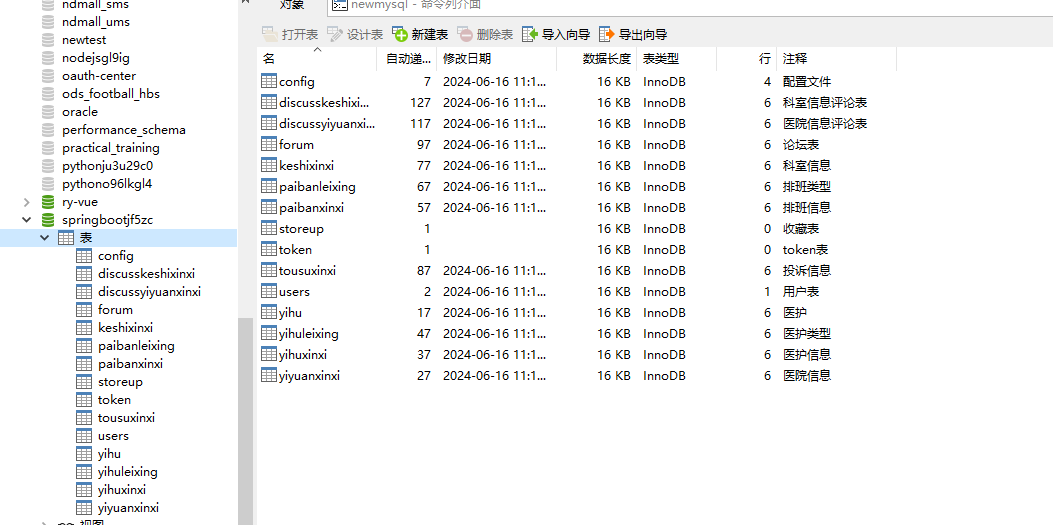 ndmall_sms
ndmall_ums
newtest
nodejsgl9ig
oauth-center
ods_football_hbs
oracle
performance_schema
practical_training
pythonju3u29c0
pythono96lkgl4
ry-vue
springbootjf5zc
表
config
discusskeshixinxi
discussyiyuanxinxi
forum
keshixinxi
paibanleixing
paibanxinxi
storeup
token
tousuxinxi
users
yihu
yihuleixing
yihuxinxi
yiyuanxinxi
视图
对象 newmysql - 命令列介面
打开表 设计表 新建表 删除表 导入向导 导出向导
名 自动递... 修改日期 数据长度 表类型 行 注释
config 7 2024-06-16 11:1... 16 KB InnoDB 4 配置文件
discusskeshixi... 127 2024-06-16 11:1... 16 KB InnoDB 6 科室信息评论表
discussyiyuanxi... 117 2024-06-16 11:1... 16 KB InnoDB 6 医院信息评论表
forum 97 2024-06-16 11:1... 16 KB InnoDB 6 论坛表
keshixinxi 77 2024-06-16 11:1... 16 KB InnoDB 6 科室信息
paibanleixing 67 2024-06-16 11:1... 16 KB InnoDB 6 排班类型
paibanxinxi 57 2024-06-16 11:1... 16 KB InnoDB 6 排班信息
storeup 1 16 KB InnoDB 0 收藏表
token 1 16 KB InnoDB 0 token表
tousuxinxi 87 2024-06-16 11:1... 16 KB InnoDB 6 投诉信息
users 2 2024-06-16 11:1... 16 KB InnoDB 1 用户表
yihu 17 2024-06-16 11:1... 16 KB InnoDB 6 医护
yihuleixing 47 2024-06-16 11:1... 16 KB InnoDB 6 医护类型
yihuxinxi 37 2024-06-16 11:1... 16 KB InnoDB 6 医护信息
yiyuanxinxi 27 2024-06-16 11:1... 16 KB InnoDB 6 医院信息